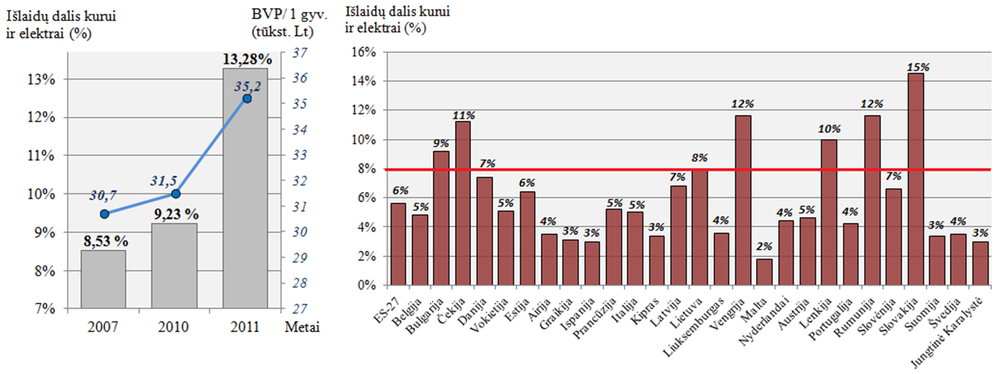 Išlaidų dalis kurui
ir elektrai (%)
BVP/ 1 gyv.
(tūkst. Lt)
13%
12%
11%
10%
9%
8%
7%
37
36
35
34
33
32
31
30
29
28
27
13,28%
35,2
31,5
30,7
9,23 %
8,53 %
2007
2010
2011
Metai
Išlaidų dalis kurui
ir elektrai (%)
16%
14%
12%
10%
8%
6%
4%
2%
0%
6%
5%
9%
11%
7%
5%
6%
4%
3%
3%
5%
5%
3%
7%
8%
4%
12%
2%
4%
5%
10%
4%
12%
7%
15%
3%
4%
3%
ES-27
Belgija
Bulgarija
Čekija
Danija
Vokietija
Estija
Airija
Graikija
Ispanija
Prancūzija
Italija
Kipras
Latvija
Lietuva
Liuksemburgas
Vengrija
Malta
Nyderlandai
Austrija
Lenkija
Portugalija
Rumunija
Slovėnija
Slovakija
Suomija
Švedija
Jungtinė Karalystė